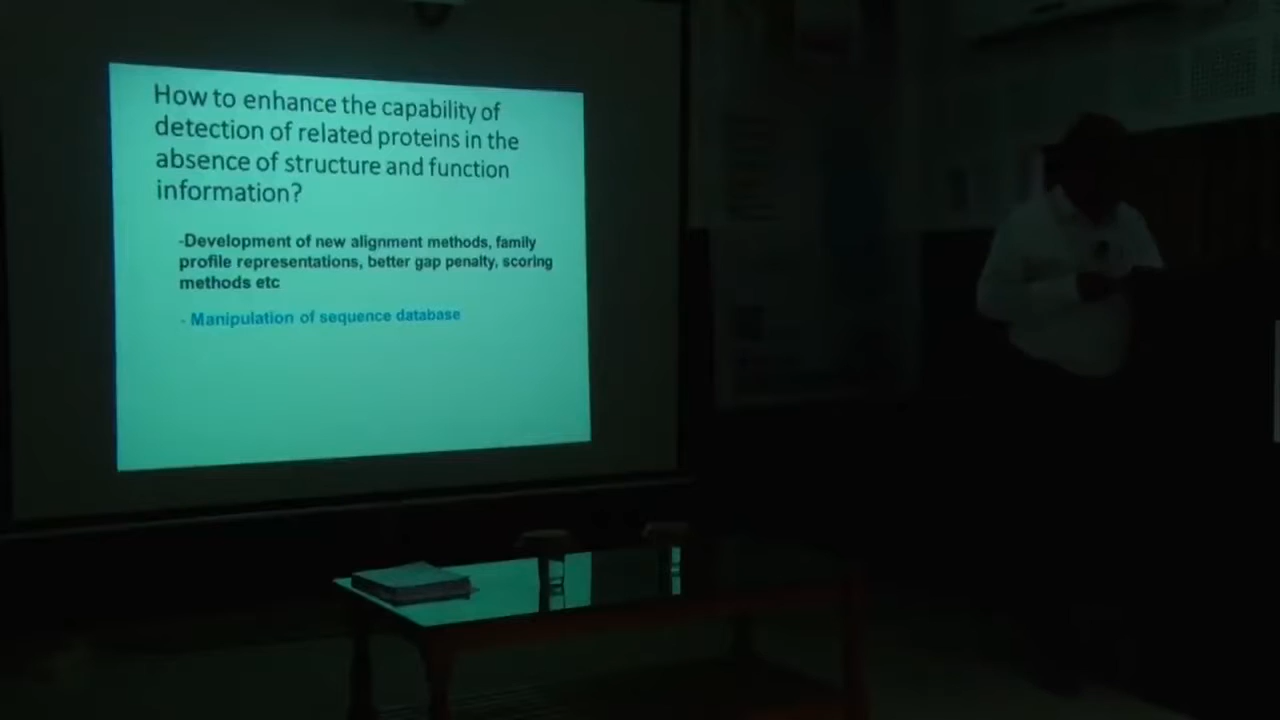 How to enhance the capability of
detection of related proteins in the
absence of structure and function
information?
-Development of new alignment methods, family
profile representations, better gap penalty, scoring
methods etc
- Manipulation of sequence database